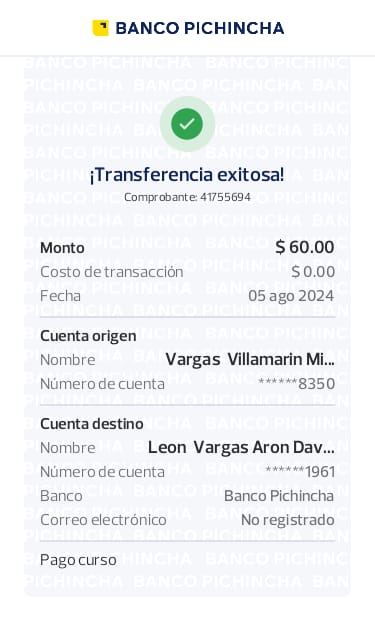 BANCO PICHINCHA
¡Transferencia exitosa!
Comprobante: 41755694
Monto $ 60.00
Costo de transacción $ 0.00
Fecha 05 ago 2024
Cuenta origen
Nombre Vargas Villamarin Mi...
Número de cuenta ******8350
Cuenta destino
Nombre Leon Vargas Aron Dav...
Número de cuenta ******1961
Banco Banco Pichincha
Correo electrónico No registrado
Pago curso
BANCO PICHINCHA